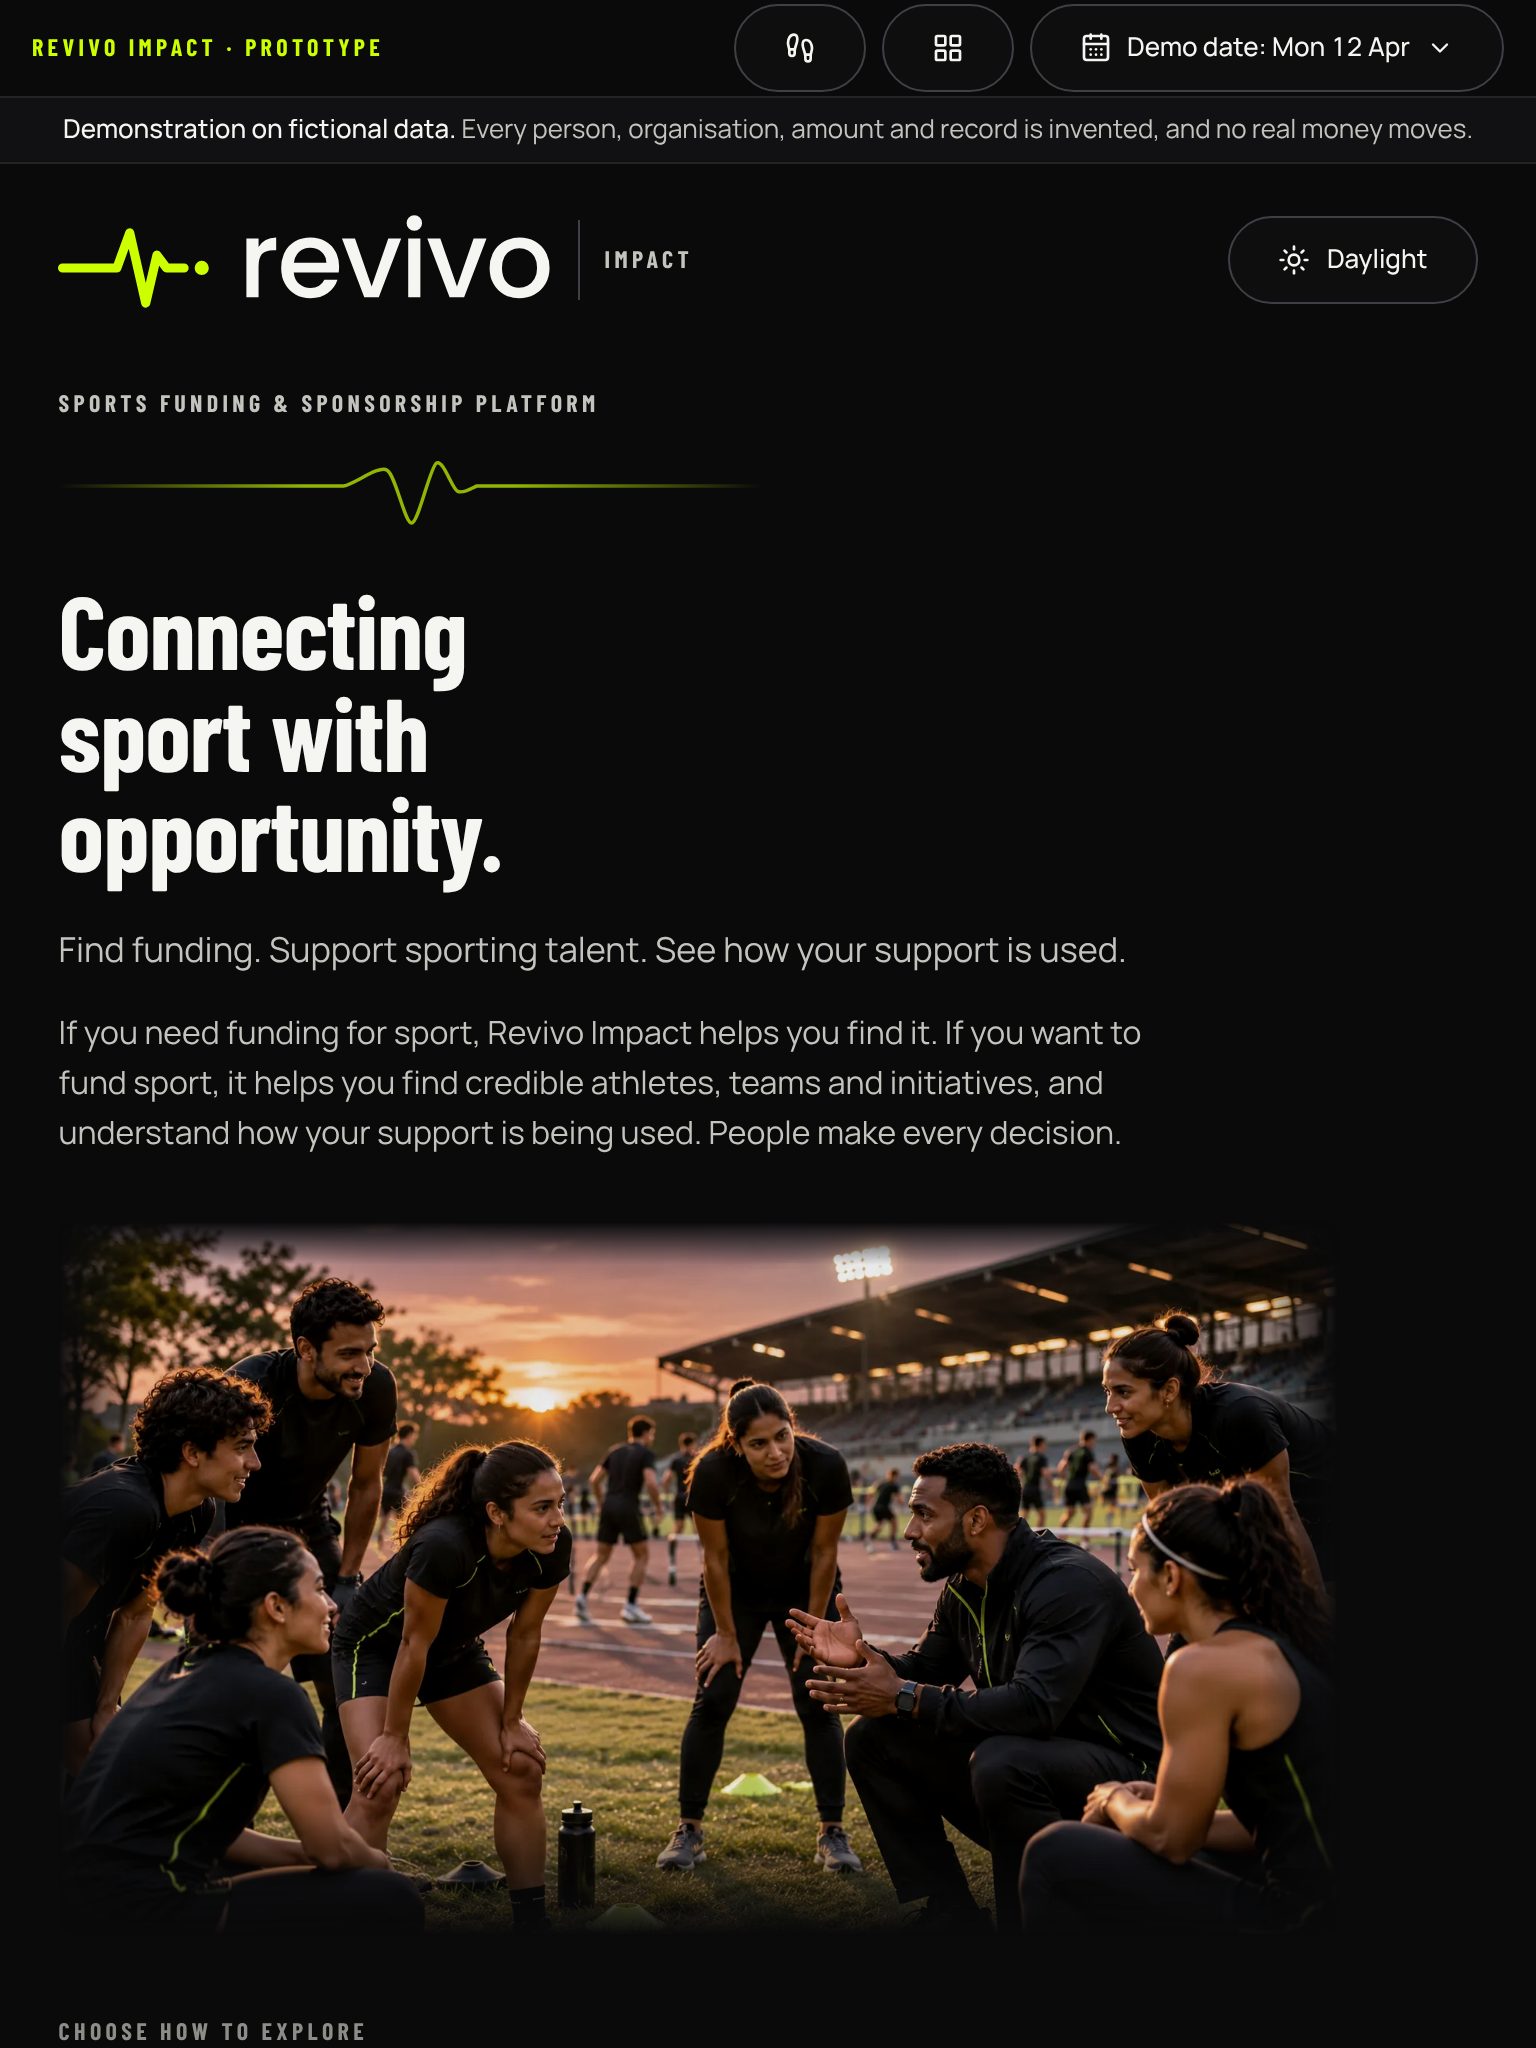 REVIVO IMPACT · PROTOTYPE
Demo date: Mon 12 Apr
Demonstration on fictional data. Every person, organisation, amount and record is invented, and no real money moves.
revivo
IMPACT
Daylight
SPORTS FUNDING & SPONSORSHIP PLATFORM
Connecting
sport with
opportunity.
Find funding. Support sporting talent. See how your support is used.
If you need funding for sport, Revivo Impact helps you find it. If you want to
fund sport, it helps you find credible athletes, teams and initiatives, and
understand how your support is being used. People make every decision.
CHOOSE HOW TO EXPLORE